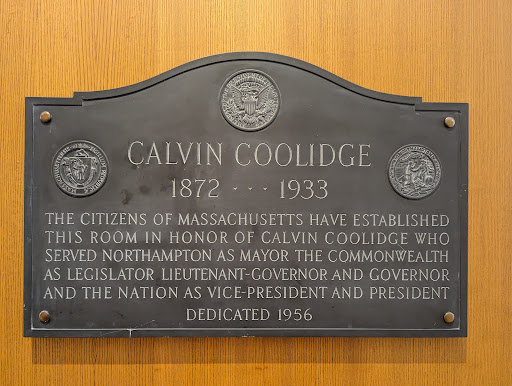 CALVIN COOLIDGE
1872 · · · 1933
THE CITIZENS OF MASSACHUSETTS HAVE ESTABLISHED
THIS ROOM IN HONOR OF CALVIN COOLIDGE WHO
SERVED NORTHAMPTON AS MAYOR THE COMMONWEALTH
AS LEGISLATOR LIEUTENANT-GOVERNOR AND GOVERNOR
AND THE NATION AS VICE-PRESIDENT AND PRESIDENT
DEDICATED 1956